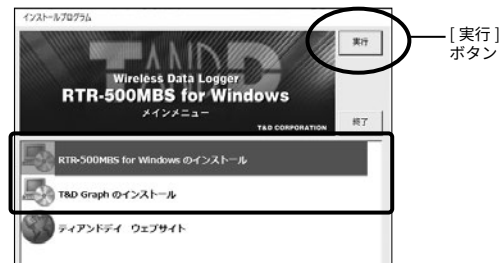 インストールプログラム
T AND D
Wireless Data Logger
RTR-500MBS for Windows
メインメニュー
T&D CORPORATION
実行
[ 実行 ]
ボタン
終了
RTR-500MBS for Windows のインストール
T&D Graph のインストール
ティアンドデイ ウェブサイト